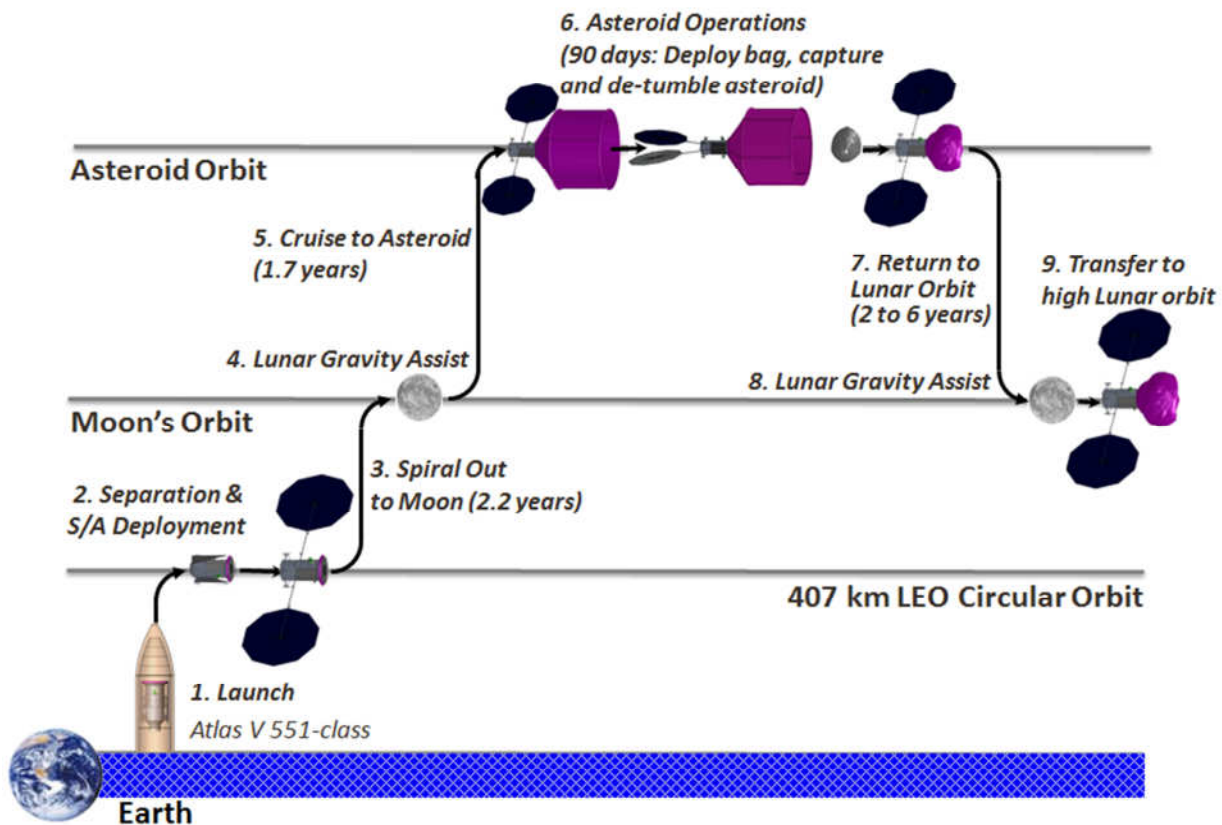 6. Asteroid Operations
(90 days: Deploy bag, capture
and de-tumble asteroid)
Asteroid Orbit
5. Cruise to Asteroid
(1.7 years)
7. Return to
Lunar Orbit
(2 to 6 years)
9. Transfer to
high Lunar orbit
4. Lunar Gravity Assist
8. Lunar Gravity Assist
Moon's Orbit
3. Spiral Out
to Moon (2.2 years)
2. Separation &
S/A Deployment
407 km LEO Circular Orbit
1. Launch
Atlas V 551-class
Earth